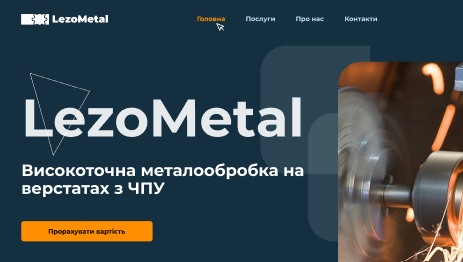 LezoMetal
Головна Послуги Про нас Контакти
LezoMetal
Високоточна металообробка на
верстатах з ЧПУ
Прорахувати вартість